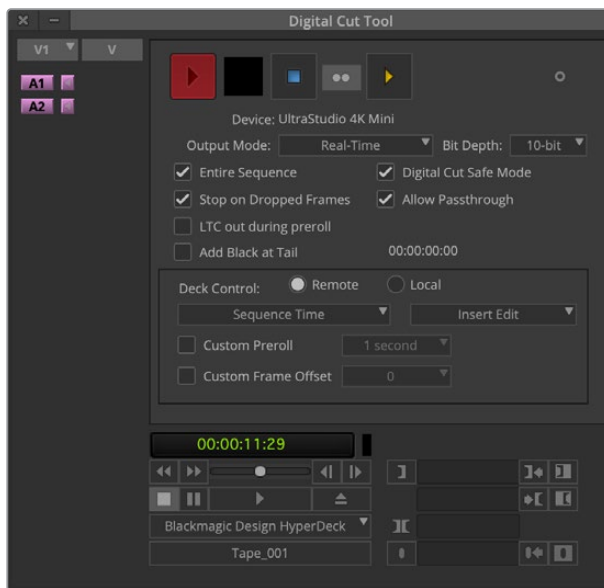 Digital Cut Tool
V1 V
A1
A2
Device: UltraStudio 4K Mini
Output Mode: Real-Time Bit Depth: 10-bit
Entire Sequence Digital Cut Safe Mode
Stop on Dropped Frames Allow Passthrough
LTC out during preroll
Add Black at Tail 00:00:00:00
Deck Control: Remote Local
Sequence Time Insert Edit
Custom Preroll 1 second
Custom Frame Offset 0
00:00:11:29
Blackmagic Design HyperDeck
Tape_001